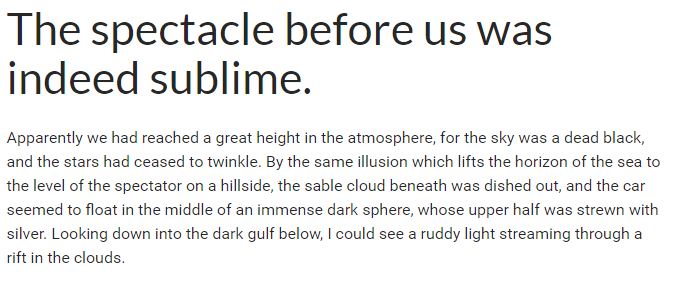 The spectacle before us was
indeed sublime.
Apparently we had reached a great height in the atmosphere, for the sky was a dead black,
and the stars had ceased to twinkle. By the same illusion which lifts the horizon of the sea to
the level of the spectator on a hillside, the sable cloud beneath was dished out, and the car
seemed to float in the middle of an immense dark sphere, whose upper half was strewn with
silver. Looking down into the dark gulf below, I could see a ruddy light streaming through a
rift in the clouds.